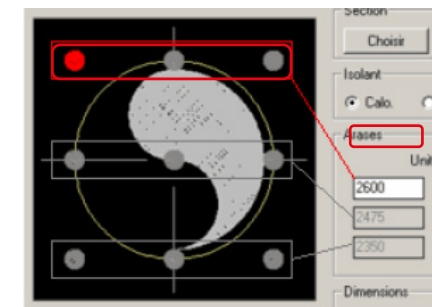 Section
Choisir
Isolant
Calo.
Arases
Unit
2600
2475
2350
Dimensions